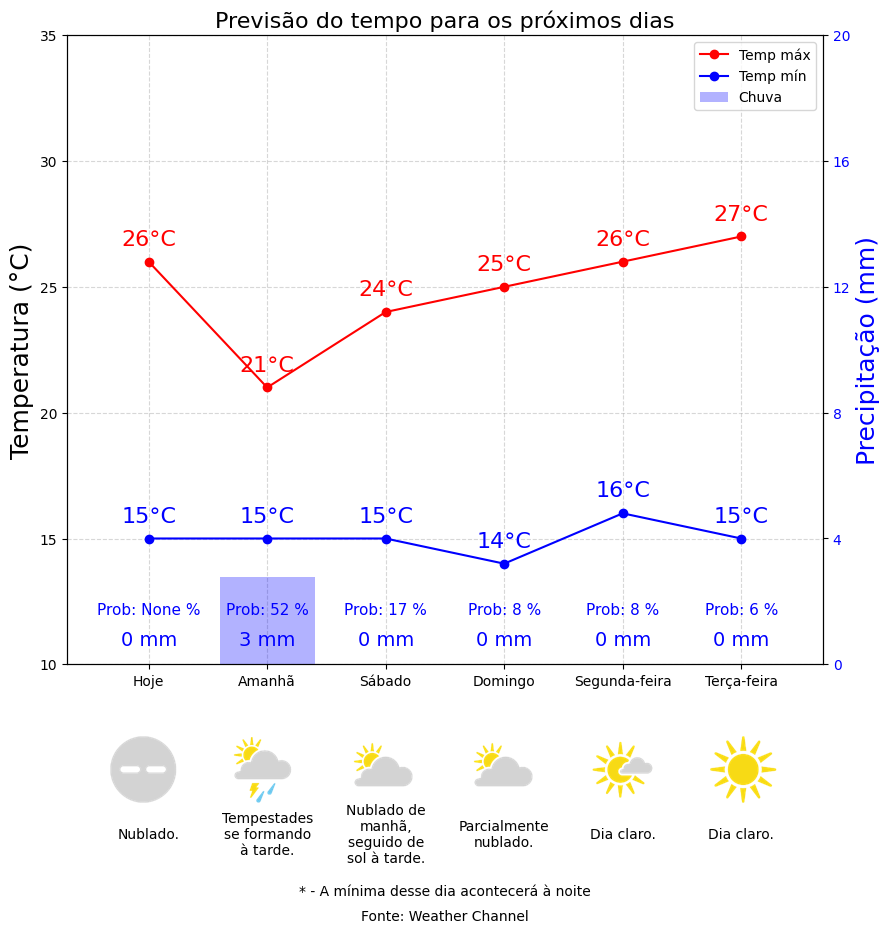 Previsão do tempo para os próximos dias
Temp máx
Temp mín
Chuva
35
30
25
20
15
10
Temperatura (°C)
20
16
12
8
4
0
Precipitação (mm)
26°C
21°C
24°C
25°C
26°C
27°C
15°C
15°C
15°C
14°C
16°C
15°C
Prob: None %
Prob: 52 %
Prob: 17 %
Prob: 8 %
Prob: 8 %
Prob: 6 %
0 mm
3 mm
0 mm
0 mm
0 mm
0 mm
Hoje
Amanhã
Sábado
Domingo
Segunda-feira
Terça-feira
Nublado.
Tempestades
se formando
à tarde.
Nublado de
manhã,
seguido de
sol à tarde.
Parcialmente
nublado.
Dia claro.
Dia claro.
* - A mínima desse dia acontecerá à noite
Fonte: Weather Channel